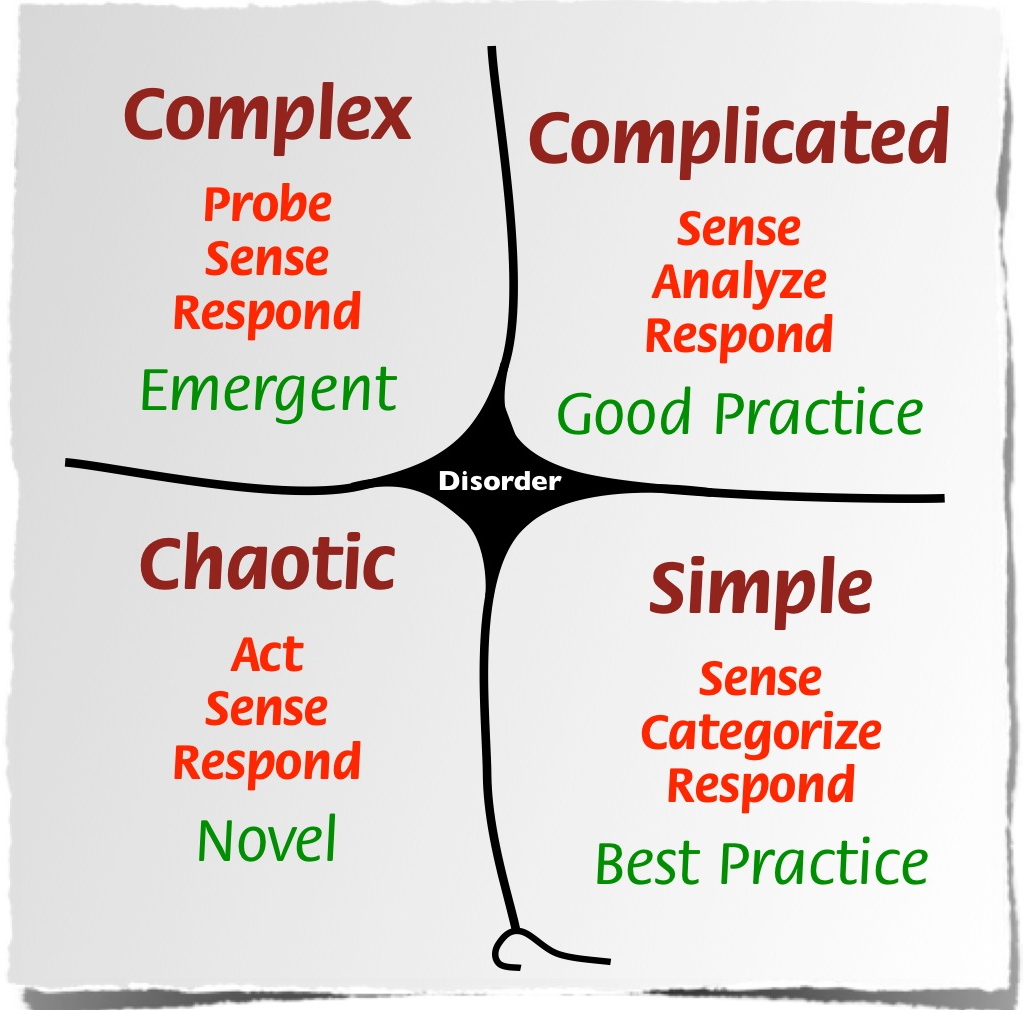 Complex
Probe
Sense
Respond
Emergent
Complicated
Sense
Analyze
Respond
Good Practice
Disorder
Chaotic
Act
Sense
Respond
Novel
Simple
Sense
Categorize
Respond
Best Practice